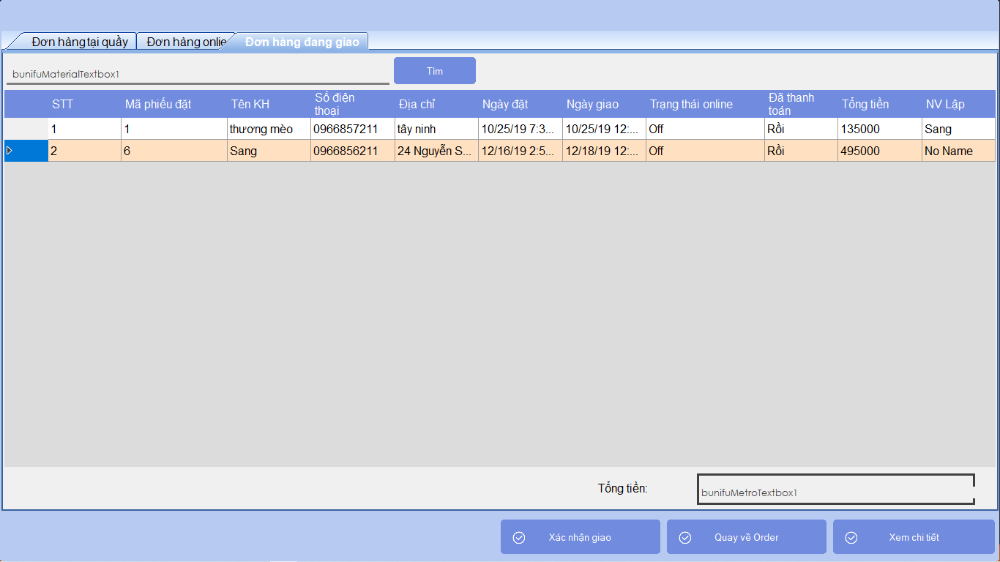 Đơn hàng tại quầy Đơn hàng onlie Đơn hàng đang giao
bunifuMaterialTextbox1 Tìm
STT Mã phiếu đặt Tên KH Số điện thoại Địa chỉ Ngày đặt Ngày giao Trạng thái online Đã thanh toán Tổng tiền NV Lập
1 1 thương mèo 0966857211 tây ninh 10/25/19 7:3... 10/25/19 12:... Off Rồi 135000 Sang
2 6 Sang 0966856211 24 Nguyễn S... 12/16/19 2:5... 12/18/19 12:... Off Rồi 495000 No Name
Tổng tiền: bunifuMetroTextbox1
Xác nhận giao Quay về Order Xem chi tiết